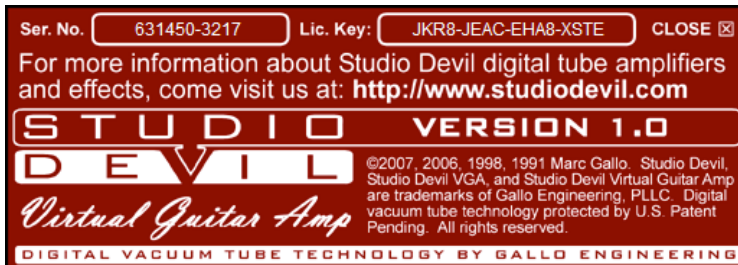 Ser. No. 631450-3217 Lic. Key: JKR8-JEAC-EHA8-XSTE CLOSE
For more information about Studio Devil digital tube amplifiers
and effects, come visit us at: http://www.studiodevil.com
STUDIO VERSION 1.0
DEVIL
©2007, 2006, 1998, 1991 Marc Gallo. Studio Devil,
Studio Devil VGA, and Studio Devil Virtual Guitar Amp
are trademarks of Gallo Engineering, PLLC. Digital
vacuum tube technology protected by U.S. Patent
Pending. All rights reserved.
Virtual Guitar Amp
DIGITAL VACUUM TUBE TECHNOLOGY BY GALLO ENGINEERING